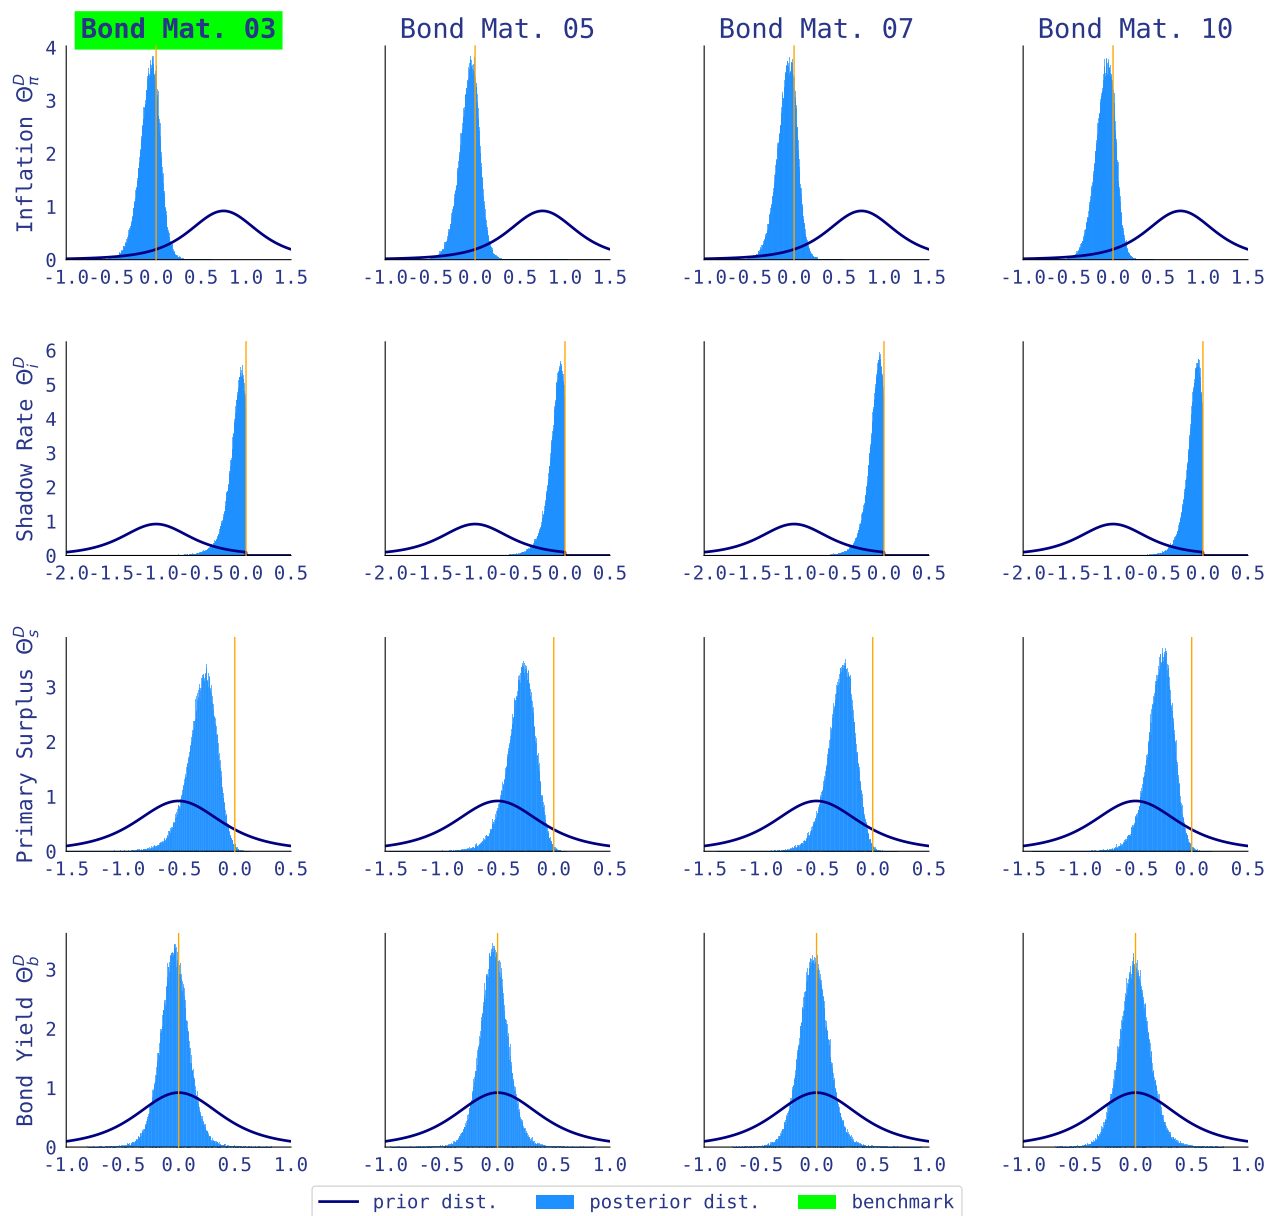 Bond Mat. 03 Bond Mat. 05 Bond Mat. 07 Bond Mat. 10
Inflation Θ_π^D
4
3
2
1
0
-1.0 -0.5 0.0 0.5 1.0 1.5 -1.0 -0.5 0.0 0.5 1.0 1.5 -1.0 -0.5 0.0 0.5 1.0 1.5 -1.0 -0.5 0.0 0.5 1.0 1.5
Shadow Rate Θ_i^D
6
5
4
3
2
1
0
-2.0 -1.5 -1.0 -0.5 0.0 0.5 -2.0 -1.5 -1.0 -0.5 0.0 0.5 -2.0 -1.5 -1.0 -0.5 0.0 0.5 -2.0 -1.5 -1.0 -0.5 0.0 0.5
Primary Surplus Θ_s^D
3
2
1
0
-1.5 -1.0 -0.5 0.0 0.5 -1.5 -1.0 -0.5 0.0 0.5 -1.5 -1.0 -0.5 0.0 0.5 -1.5 -1.0 -0.5 0.0 0.5
Bond Yield Θ_b^D
3
2
1
0
-1.0 -0.5 0.0 0.5 1.0 -1.0 -0.5 0.0 0.5 1.0 -1.0 -0.5 0.0 0.5 1.0 -1.0 -0.5 0.0 0.5 1.0
prior dist. posterior dist. benchmark